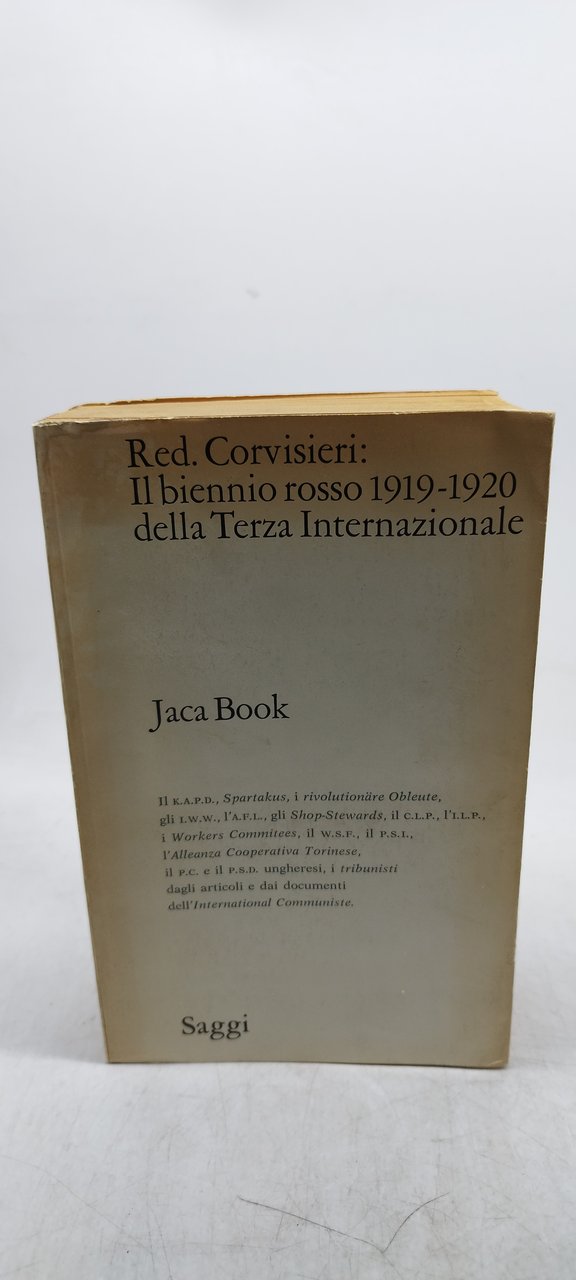 Red. Corvisieri:
Il biennio rosso 1919-1920
della Terza Internazionale
Jaca Book
Il K.A.P.D., Spartakus, i rivolutionäre Obleute,
gli I.W.W., l'A.F.L., gli Shop-Stewards, il C.L.P., l'I.L.P.,
i Workers Commitees, il W.S.F., il P.S.I.,
l'Alleanza Cooperativa Torinese,
il P.C. e il P.S.D. ungheresi, i tribunisti
dagli articoli e dai documenti
dell'International Communiste.
Saggi